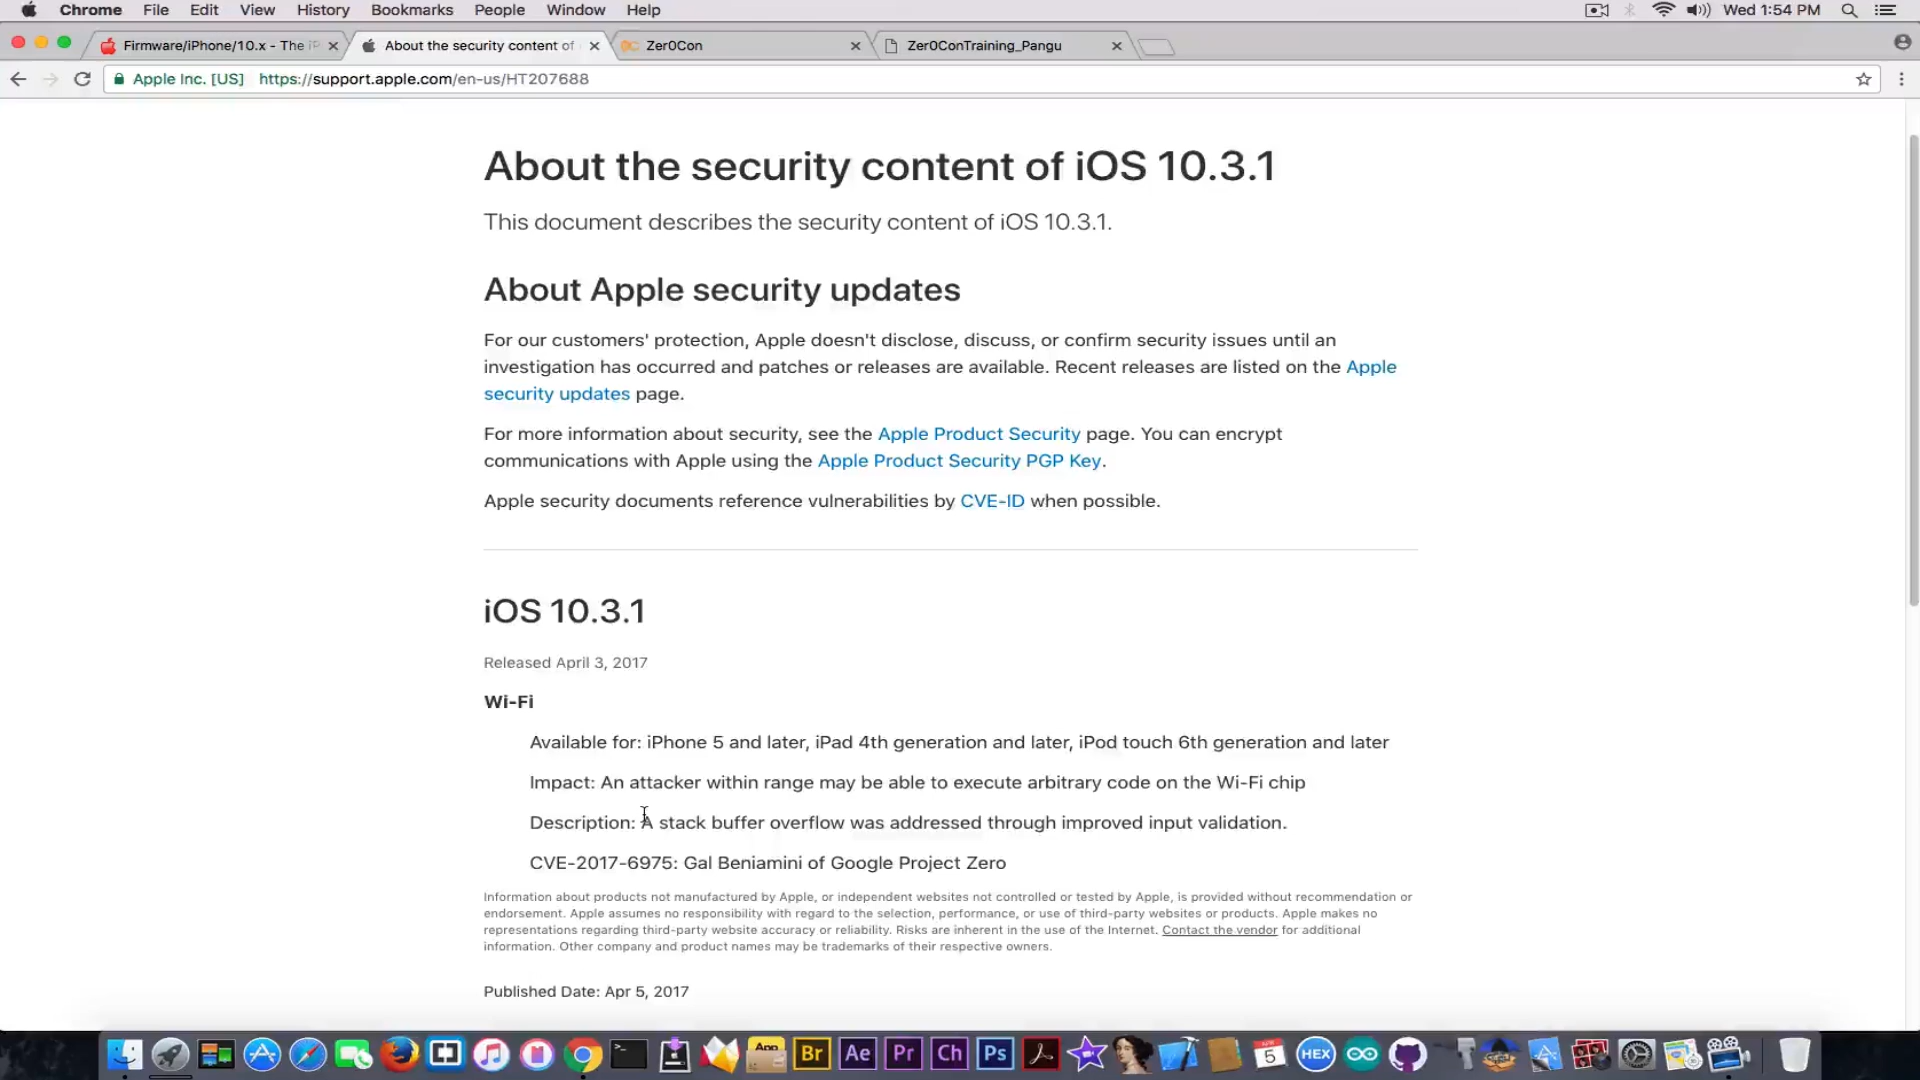 Chrome File Edit View History Bookmarks People Window Help Wed 1:54 PM
Firmware/iPhone/10.x - The iP About the security content of Zer0Con Zer0ConTraining_Pangu
Apple Inc. [US] https://support.apple.com/en-us/HT207688
About the security content of iOS 10.3.1
This document describes the security content of iOS 10.3.1.
About Apple security updates
For our customers' protection, Apple doesn't disclose, discuss, or confirm security issues until an
investigation has occurred and patches or releases are available. Recent releases are listed on the Apple
security updates page.
For more information about security, see the Apple Product Security page. You can encrypt
communications with Apple using the Apple Product Security PGP Key.
Apple security documents reference vulnerabilities by CVE-ID when possible.
iOS 10.3.1
Released April 3, 2017
Wi-Fi
Available for: iPhone 5 and later, iPad 4th generation and later, iPod touch 6th generation and later
Impact: An attacker within range may be able to execute arbitrary code on the Wi-Fi chip
Description: A stack buffer overflow was addressed through improved input validation.
CVE-2017-6975: Gal Beniamini of Google Project Zero
Information about products not manufactured by Apple, or independent websites not controlled or tested by Apple, is provided without recommendation or
endorsement. Apple assumes no responsibility with regard to the selection, performance, or use of third-party websites or products. Apple makes no
representations regarding third-party website accuracy or reliability. Risks are inherent in the use of the Internet. Contact the vendor for additional
information. Other company and product names may be trademarks of their respective owners.
Published Date: Apr 5, 2017
App Br Ae Pr Ch Ps 5 HEX